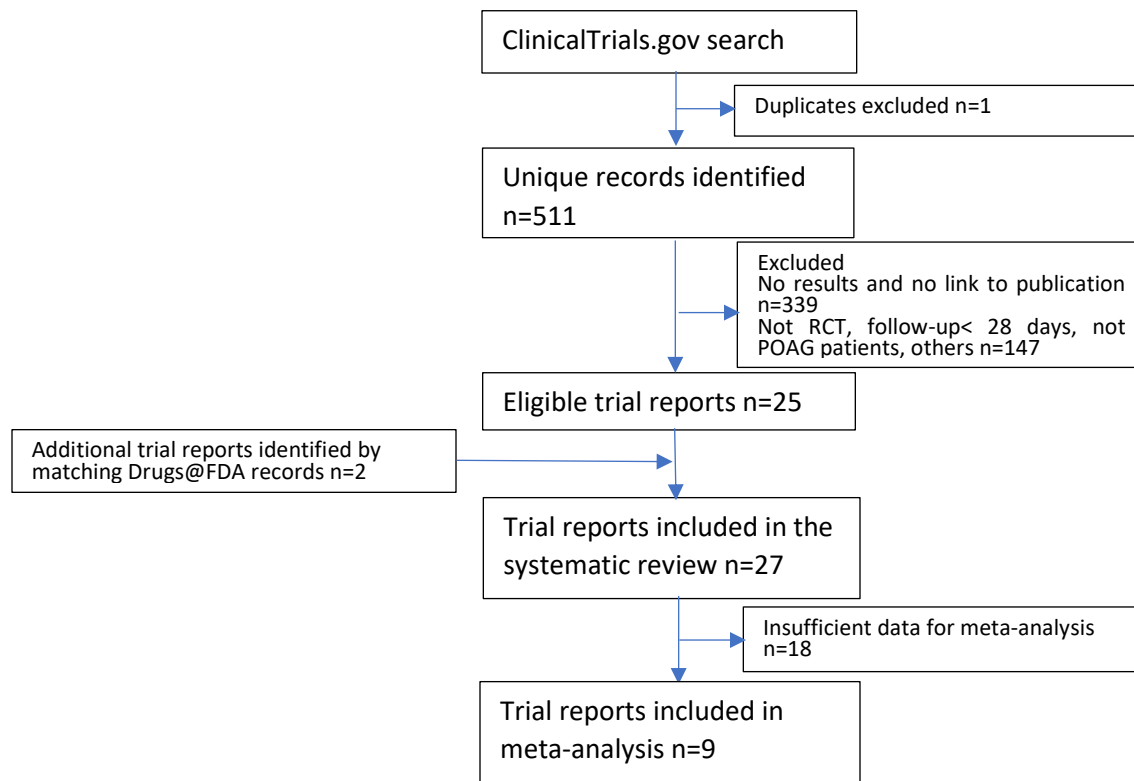 ClinicalTrials.gov search
Duplicates excluded n=1
Unique records identified
n=511
Excluded
No results and no link to publication
n=339
Not RCT, follow-up< 28 days, not
POAG patients, others n=147
Eligible trial reports n=25
Additional trial reports identified by
matching Drugs@FDA records n=2
Trial reports included in the
systematic review n=27
Insufficient data for meta-analysis
n=18
Trial reports included in
meta-analysis n=9